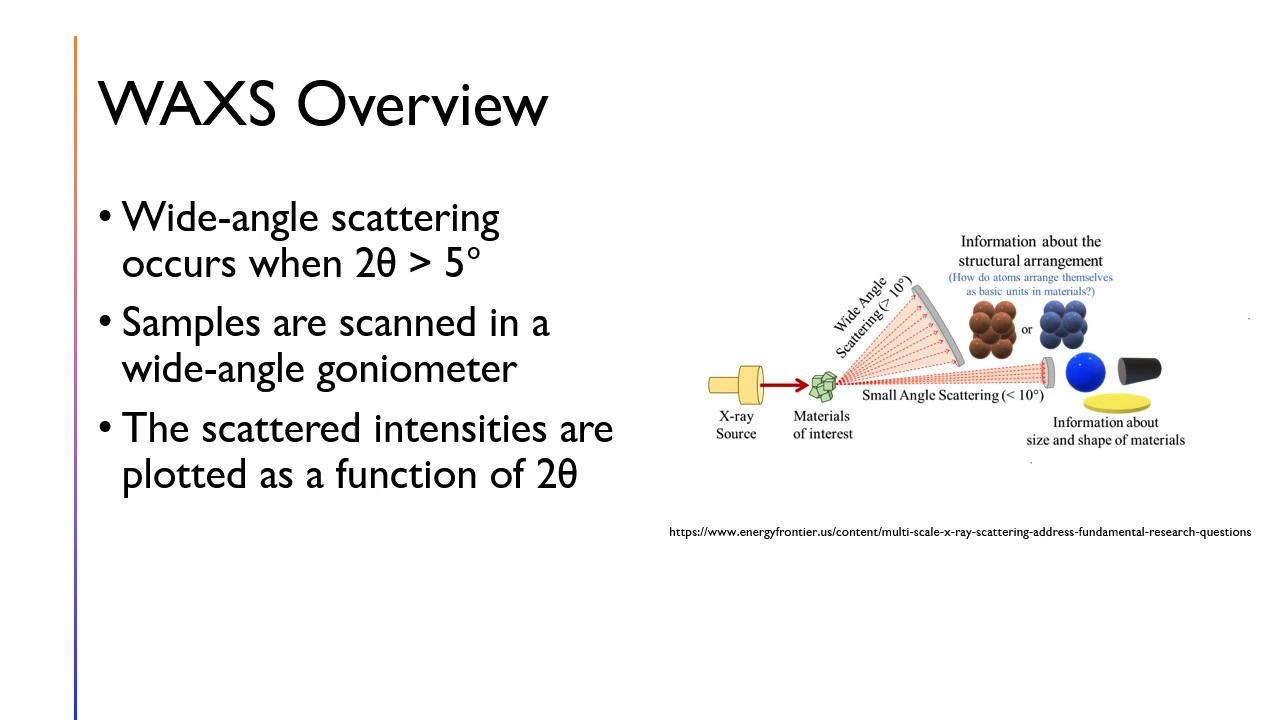 WAXS Overview
• Wide-angle scattering
occurs when 2θ > 5°
• Samples are scanned in a
wide-angle goniometer
• The scattered intensities are
plotted as a function of 2θ
Information about the
structural arrangement
(How do atoms arrange themselves
as basic units in materials?)
Wide Angle
Scattering (> 10°)
or
Small Angle Scattering (< 10°)
X-ray
Source
Materials
of interest
Information about
size and shape of materials
https://www.energyfrontier.us/content/multi-scale-x-ray-scattering-address-fundamental-research-questions